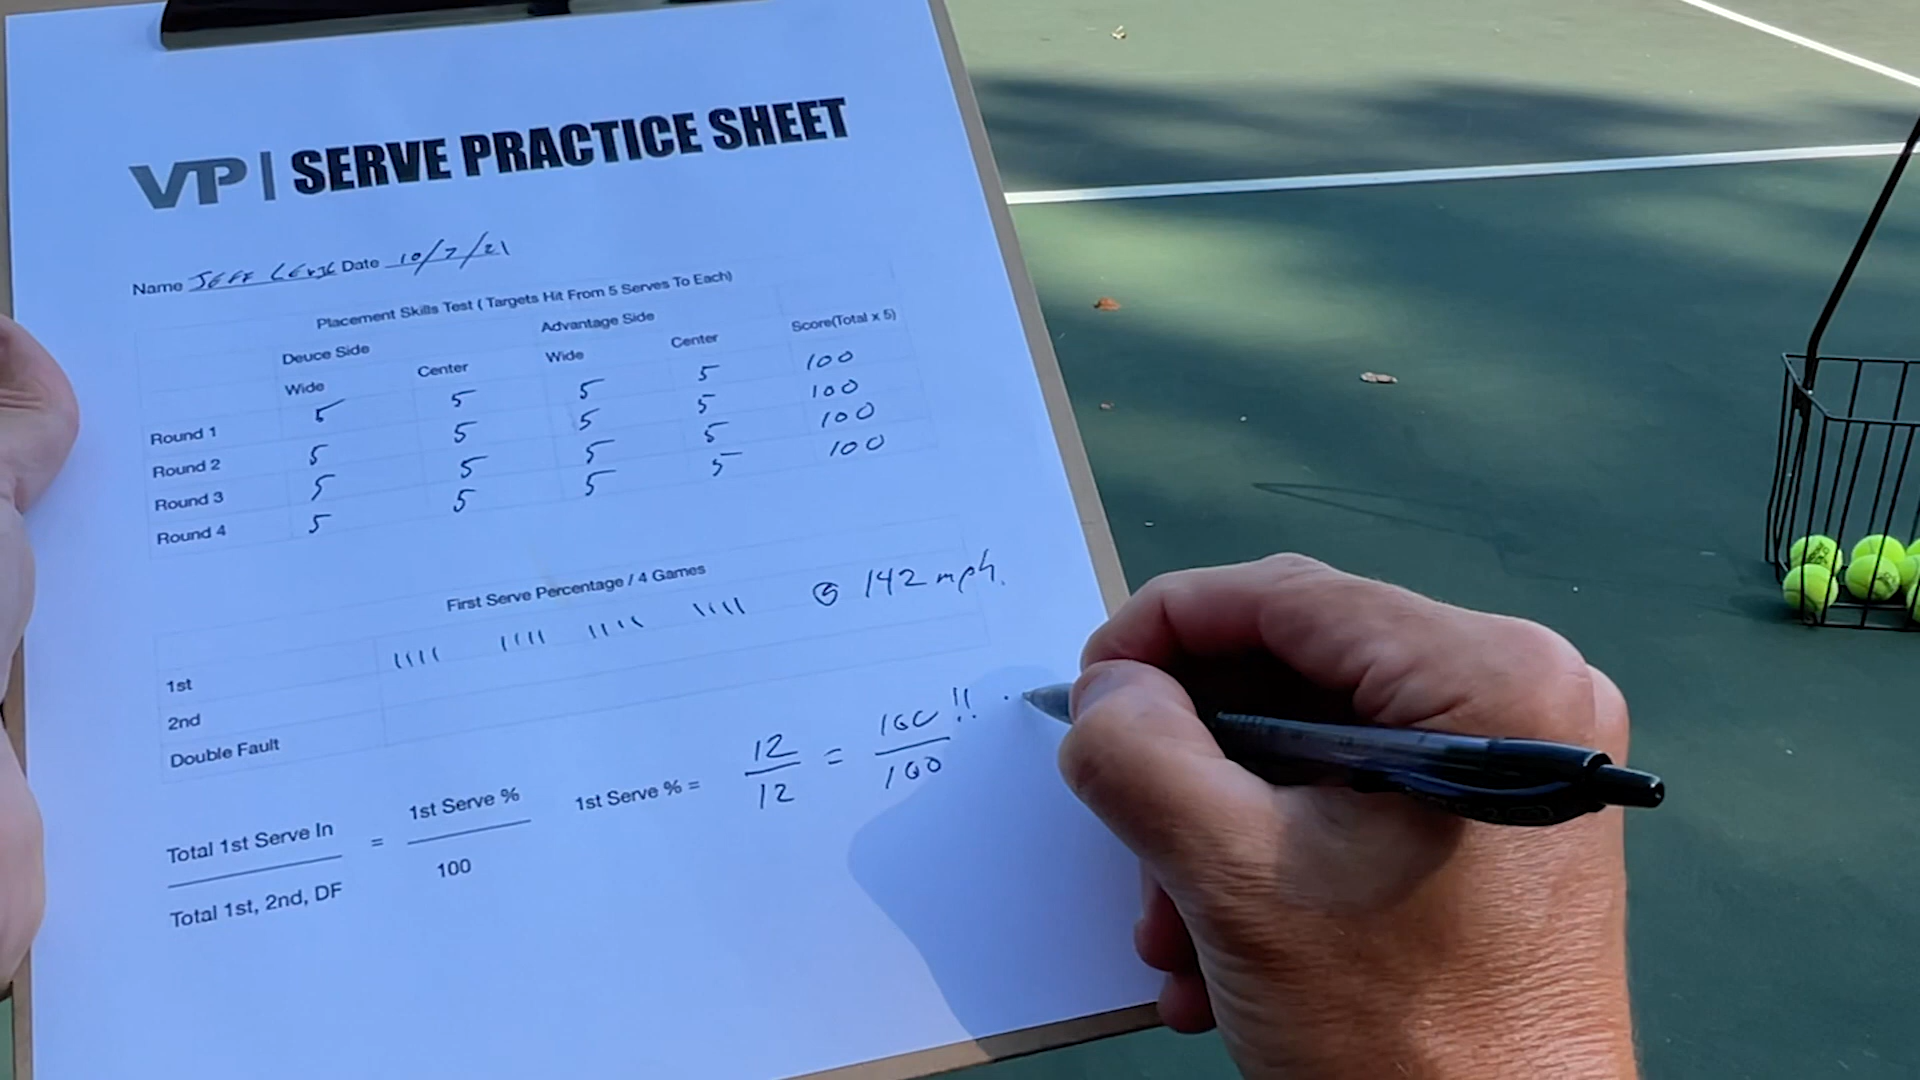 VP | SERVE PRACTICE SHEET
Name JEFF Date 10/7/21
Placement Skills Test ( Targets Hit From 5 Serves To Each)
Deuce Side Advantage Side
Wide Center Wide Center Score(Total x 5)
Round 1 5 5 5 5 100
Round 2 5 5 5 5 100
Round 3 5 5 5 5 100
Round 4 5 5 5 5 100
First Serve Percentage / 4 Games
1st IIII IIII IIII IIII @ 142 mph.
2nd
Double Fault
Total 1st Serve In = 1st Serve % 1st Serve % = 12 = 100!!
Total 1st, 2nd, DF 100 12 100